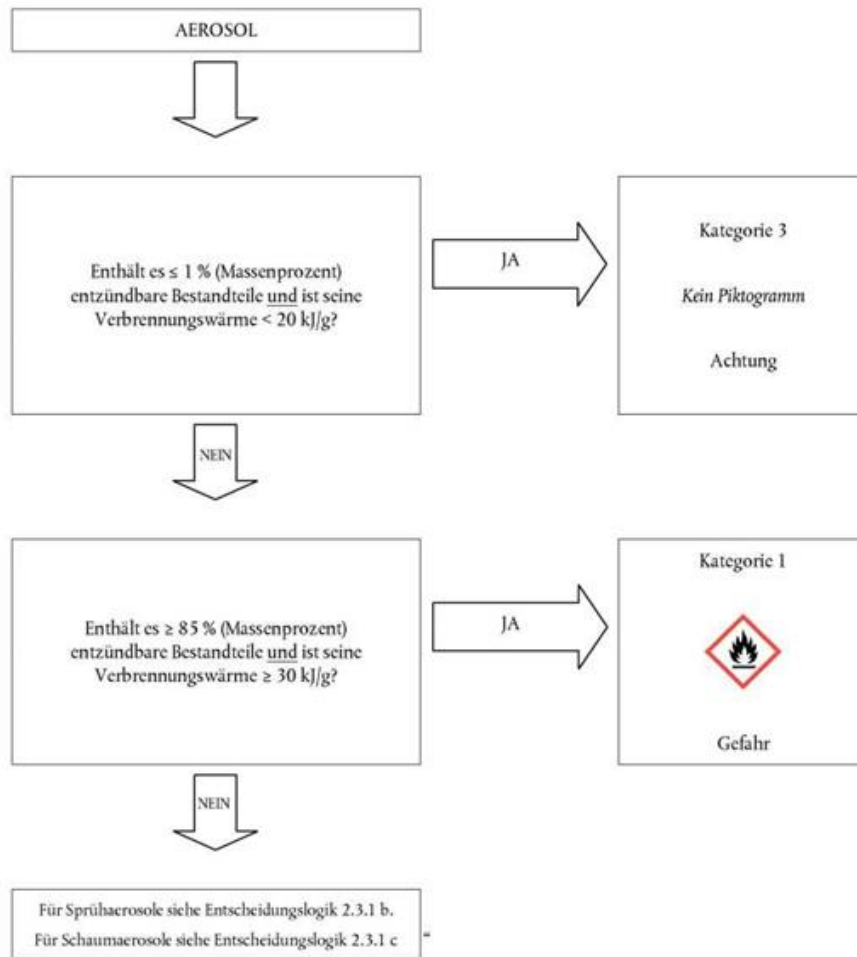 AEROSOL
Enthält es ≤ 1 % (Massenprozent)
entzündbare Bestandteile und ist seine
Verbrennungswärme < 20 kJ/g?
JA
Kategorie 3
Kein Piktogramm
Achtung
NEIN
Enthält es ≥ 85 % (Massenprozent)
entzündbare Bestandteile und ist seine
Verbrennungswärme ≥ 30 kJ/g?
JA
Kategorie 1
Gefahr
NEIN
Für Sprühaerosole siehe Entscheidungslogik 2.3.1 b.
Für Schaumaerosole siehe Entscheidungslogik 2.3.1 c “